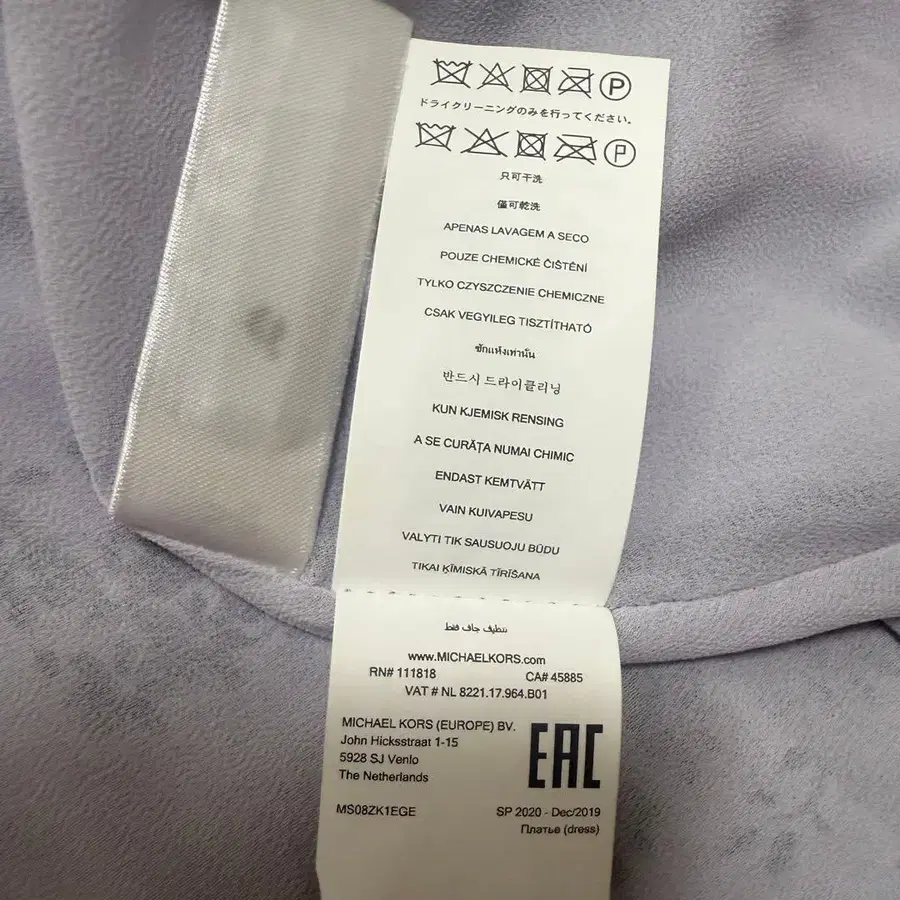 P
ドライクリーニングのみを行ってください。
P
只可干洗
僅可乾洗
APENAS LAVAGEM A SECO
POUZE CHEMICKÉ ČIŠTĚNÍ
TYLKO CZYSZCZENIE CHEMICZNE
CSAK VEGYILEG TISZTÍTHATÓ
ซักแห้งเท่านั้น
반드시 드라이클리닝
KUN KJEMISK RENSING
A SE CURĂȚA NUMAI CHIMIC
ENDAST KEMTVÄTT
VAIN KUIVAPESU
VALYTI TIK SAUSUOJU BŪDU
TIKAI ĶĪMISKĀ TĪRĪŠANA
تنظيف جاف فقط
www.MICHAELKORS.com
RN# 111818 CA# 45885
VAT # NL 8221.17.964.B01
MICHAEL KORS (EUROPE) BV.
John Hicksstraat 1-15
5928 SJ Venlo
The Netherlands
EAC
MS08ZK1EGE SP 2020 - Dec/2019
Платье (dress)